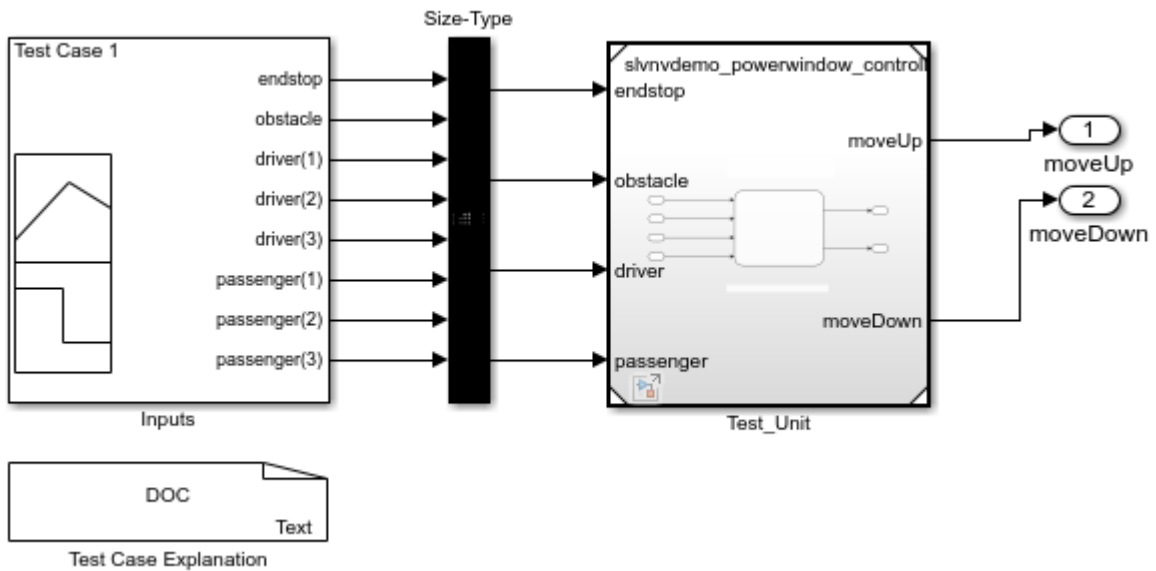 Size-Type
Test Case 1
endstop
obstacle
driver(1)
driver(2)
driver(3)
passenger(1)
passenger(2)
passenger(3)
Inputs
slvnvdemo_powerwindow_controll
endstop
obstacle
driver
passenger
moveUp
moveDown
Test_Unit
1
moveUp
2
moveDown
DOC
Text
Test Case Explanation